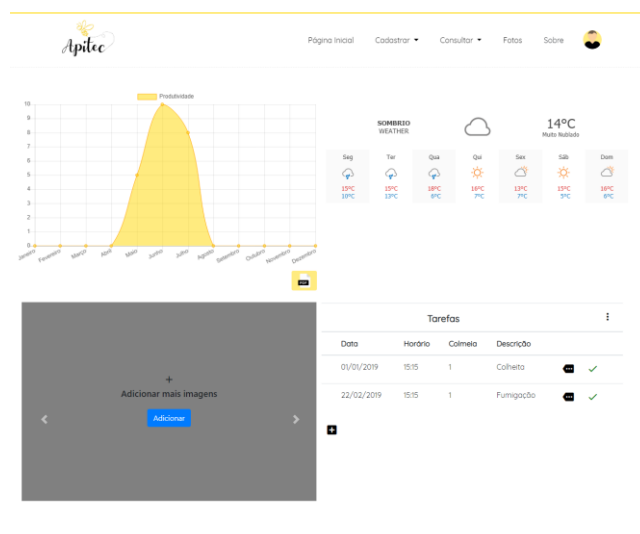 Apitec
Página Inicial Cadastrar Consultar Fotos Sobre
Produtividade
10
9
8
7
6
5
4
3
2
1
0
Janeiro Fevereiro Março Abril Maio Junho Julho Agosto Setembro Outubro Novembro Dezembro
PDF
SOMBRIO
WEATHER
14°C
Muito Nublado
Seg Ter Qua Qui Sex Sáb Dom
15°C 15°C 18°C 16°C 13°C 15°C 16°C
10°C 13°C 8°C 7°C 7°C 5°C 8°C
+
Adicionar mais imagens
Adicionar
Tarefas
Data Horário Colmeia Descrição
01/01/2019 15:15 1 Colheita
22/02/2019 15:15 1 Fumigação